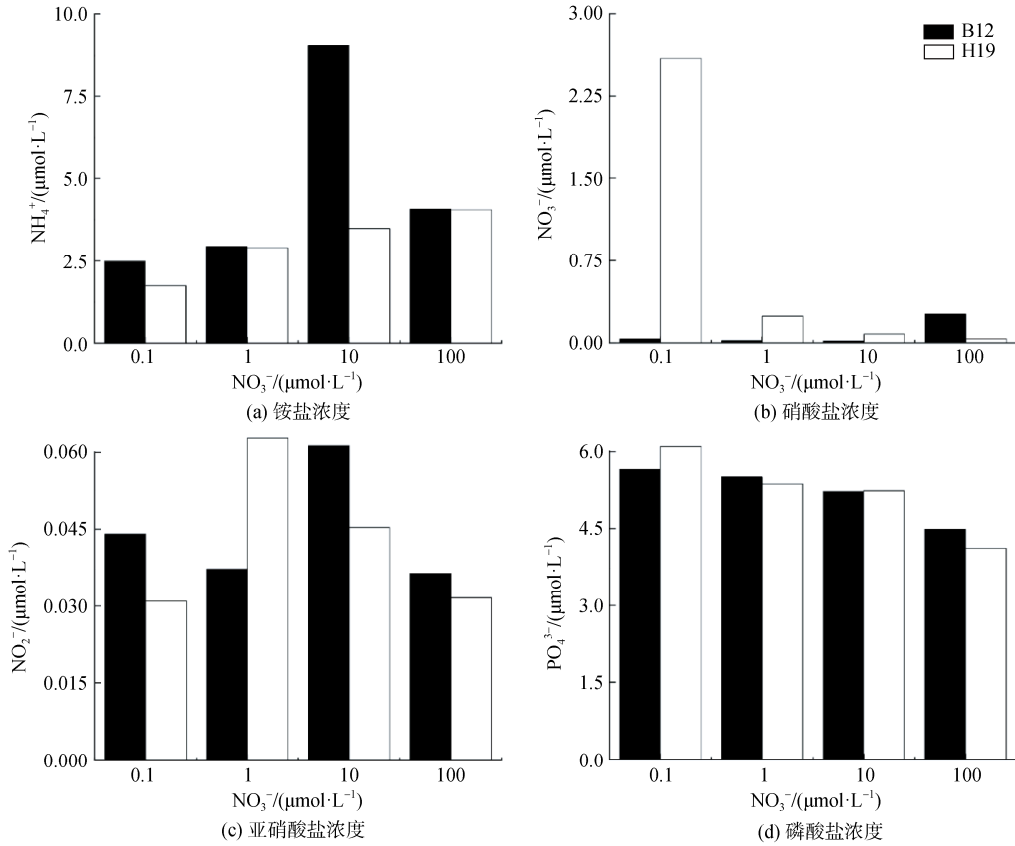 10.0
7.5
5.0
2.5
0.0
NH₄⁺/(μmol·L⁻¹)
0.1 1 10 100
NO₃⁻/(μmol·L⁻¹)
(a) 铵盐浓度
3.00
2.25
1.50
0.75
0.00
NO₃⁻/(μmol·L⁻¹)
B12
H19
0.1 1 10 100
NO₃⁻/(μmol·L⁻¹)
(b) 硝酸盐浓度
0.060
0.045
0.030
0.015
0.000
NO₂⁻/(μmol·L⁻¹)
0.1 1 10 100
NO₃⁻/(μmol·L⁻¹)
(c) 亚硝酸盐浓度
6.0
4.5
3.0
1.5
0.0
PO₄³⁻/(μmol·L⁻¹)
0.1 1 10 100
NO₃⁻/(μmol·L⁻¹)
(d) 磷酸盐浓度